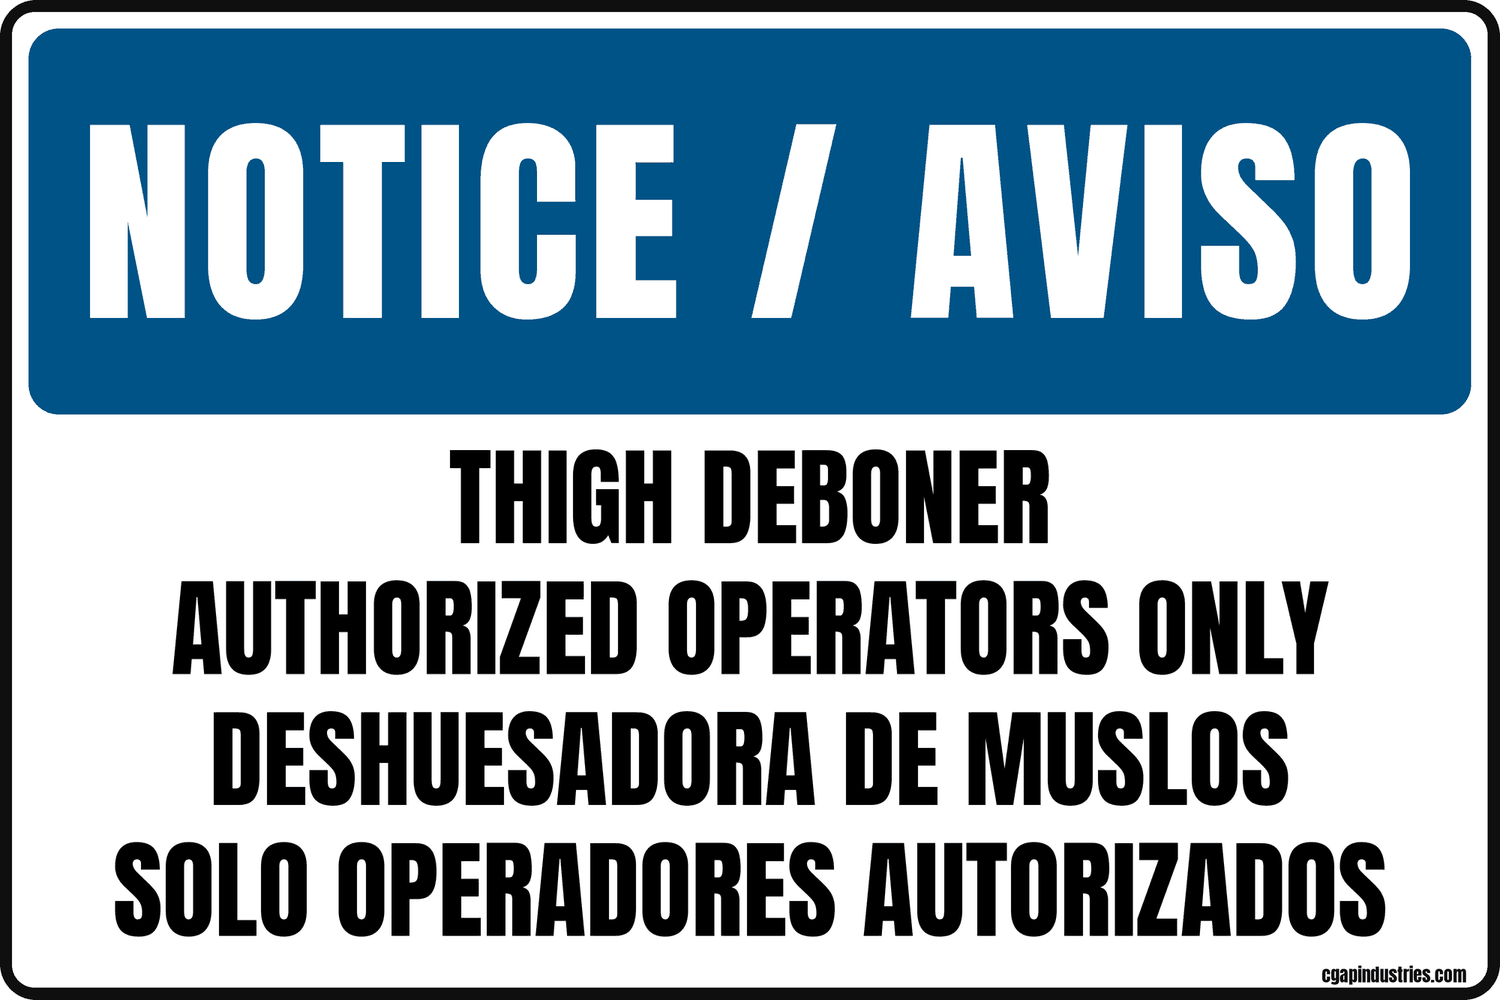 NOTICE / AVISO
THIGH DEBONER
AUTHORIZED OPERATORS ONLY
DESHUESADORA DE MUSLOS
SOLO OPERADORES AUTORIZADOS
cgapindustries.com